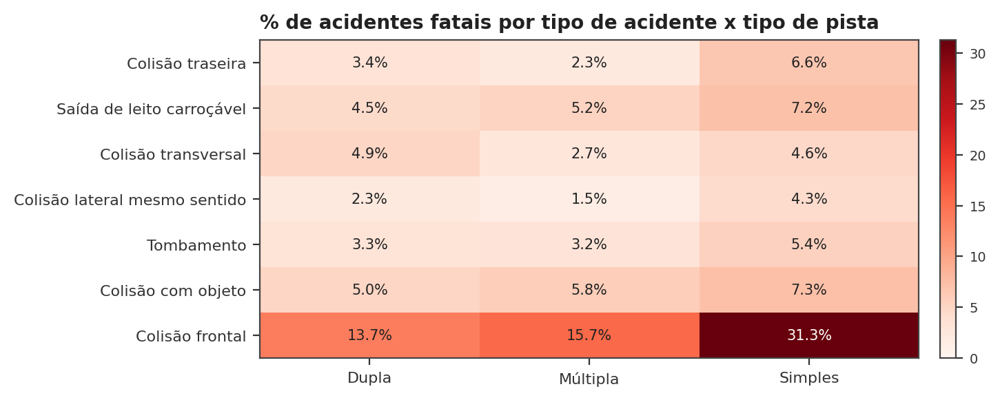 % de acidentes fatais por tipo de acidente x tipo de pista
Colisão traseira 3.4% 2.3% 6.6%
Saída de leito carroçável 4.5% 5.2% 7.2%
Colisão transversal 4.9% 2.7% 4.6%
Colisão lateral mesmo sentido 2.3% 1.5% 4.3%
Tombamento 3.3% 3.2% 5.4%
Colisão com objeto 5.0% 5.8% 7.3%
Colisão frontal 13.7% 15.7% 31.3%
Dupla Múltipla Simples
30
25
20
15
10
5
0